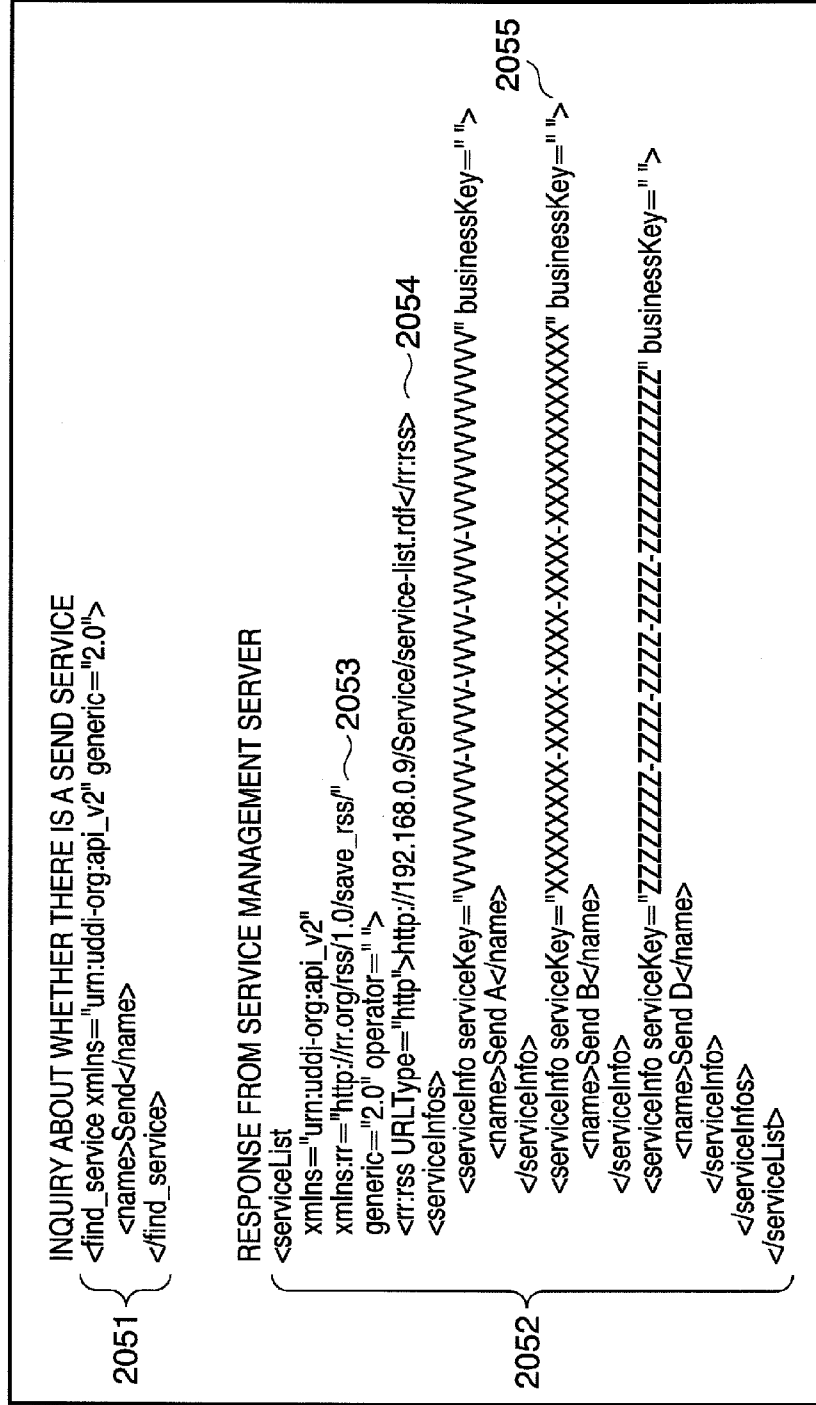 INQUIRY ABOUT WHETHER THERE IS A SEND SERVICE
<find_service xmlns="urn:uddi-org:api_v2" generic="2.0">
<name>Send</name>
</find_service>
2051
RESPONSE FROM SERVICE MANAGEMENT SERVER
<serviceList
xmlns="urn:uddi-org:api_v2"
xmlns:rr="http://rr.org/rss/1.0/save_rss/" 2053
generic="2.0" operator=" ">
<rr:rss URLType="http">http://192.168.0.9/Service/service-list.rdf</rr:rss> 2054
<serviceInfos>
<serviceInfo serviceKey="VVVVVVVV-VVVV-VVVV-VVVV-VVVVVVVVVVVV" businessKey=" ">
<name>Send A</name>
</serviceInfo>
<serviceInfo serviceKey="XXXXXXXX-XXXX-XXXX-XXXX-XXXXXXXXXXXX" businessKey=" "> 2055
<name>Send B</name>
</serviceInfo>
<serviceInfo serviceKey="ZZZZZZZZZ-ZZZZ-ZZZZ-ZZZZ-ZZZZZZZZZZZZ" businessKey=" ">
<name>Send D</name>
</serviceInfo>
</serviceInfos>
</serviceList>
2052